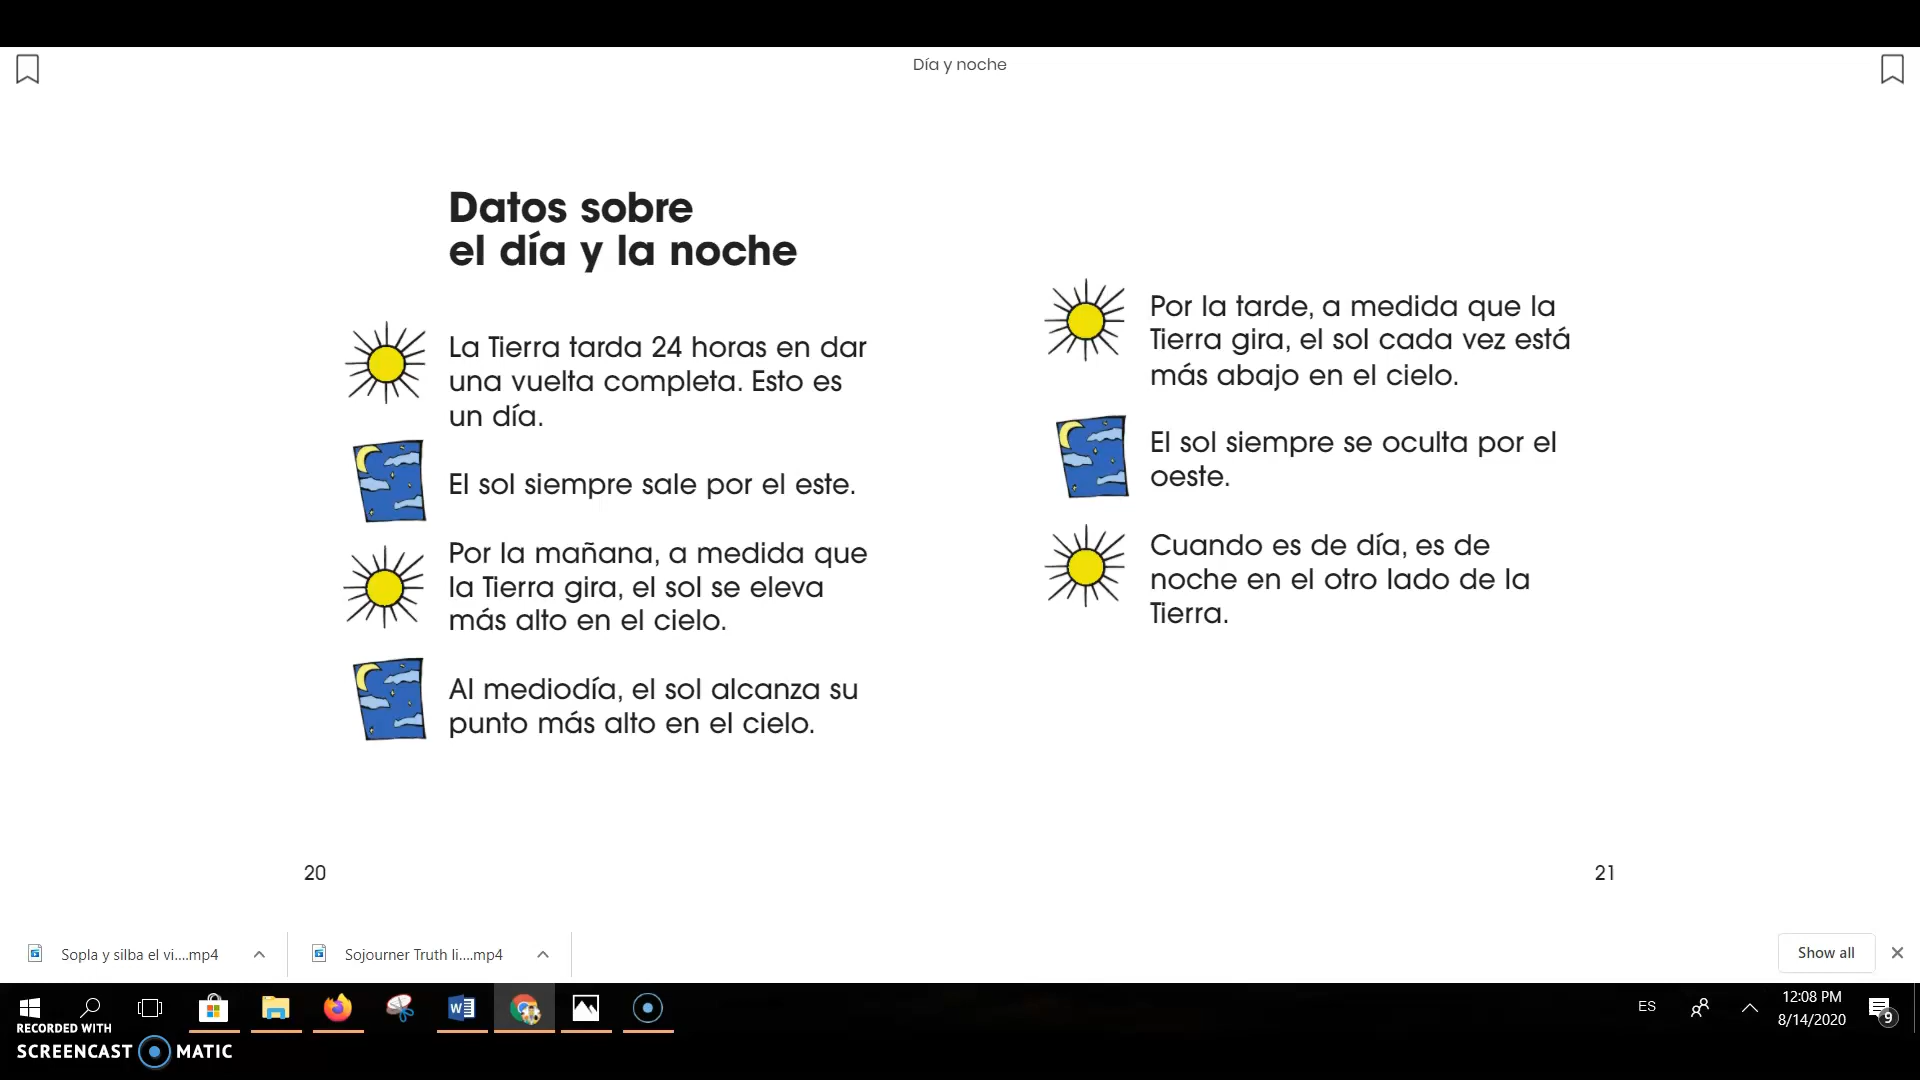 Día y noche
Datos sobre
el día y la noche
La Tierra tarda 24 horas en dar
una vuelta completa. Esto es
un día.
El sol siempre sale por el este.
Por la mañana, a medida que
la Tierra gira, el sol se eleva
más alto en el cielo.
Al mediodía, el sol alcanza su
punto más alto en el cielo.
20
Por la tarde, a medida que la
Tierra gira, el sol cada vez está
más abajo en el cielo.
El sol siempre se oculta por el
oeste.
Cuando es de día, es de
noche en el otro lado de la
Tierra.
21
Sopla y silba el vi....mp4
Sojourner Truth li....mp4
Show all
ES
12:08 PM
8/14/2020
9
RECORDED WITH
SCREENCAST MATIC